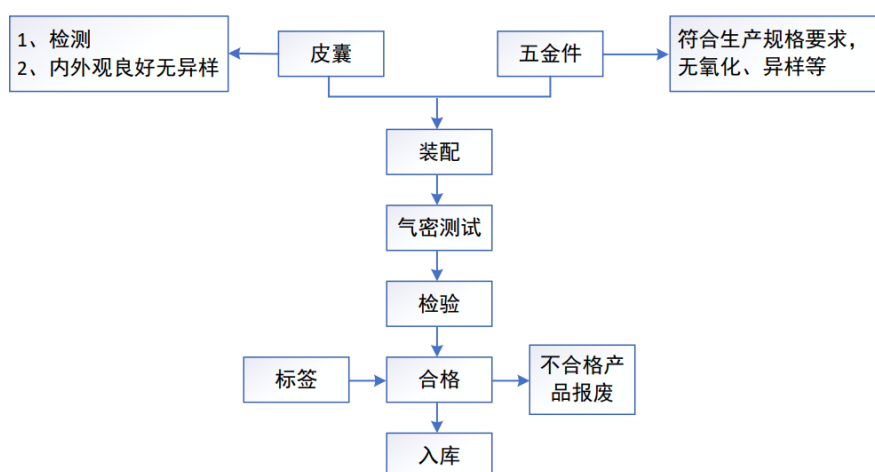 1、检测
2、内外观良好无异样
皮囊
五金件
符合生产规格要求，
无氧化、异样等
装配
气密测试
检验
标签
合格
不合格产
品报废
入库